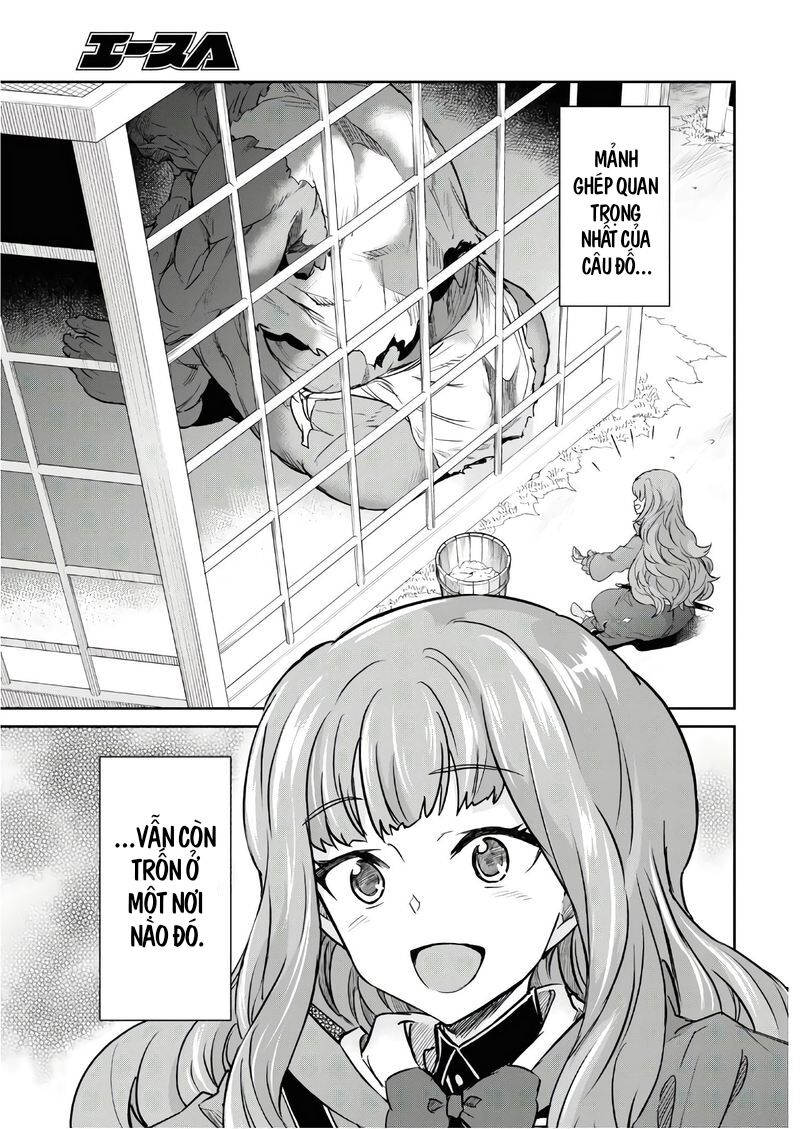 エースA
MẢNH
GHÉP QUAN
TRỌNG
NHẤT CỦA
CÂU ĐỐ...
...VẪN CÒN
TRỐN Ở
MỘT NƠI
NÀO ĐÓ.